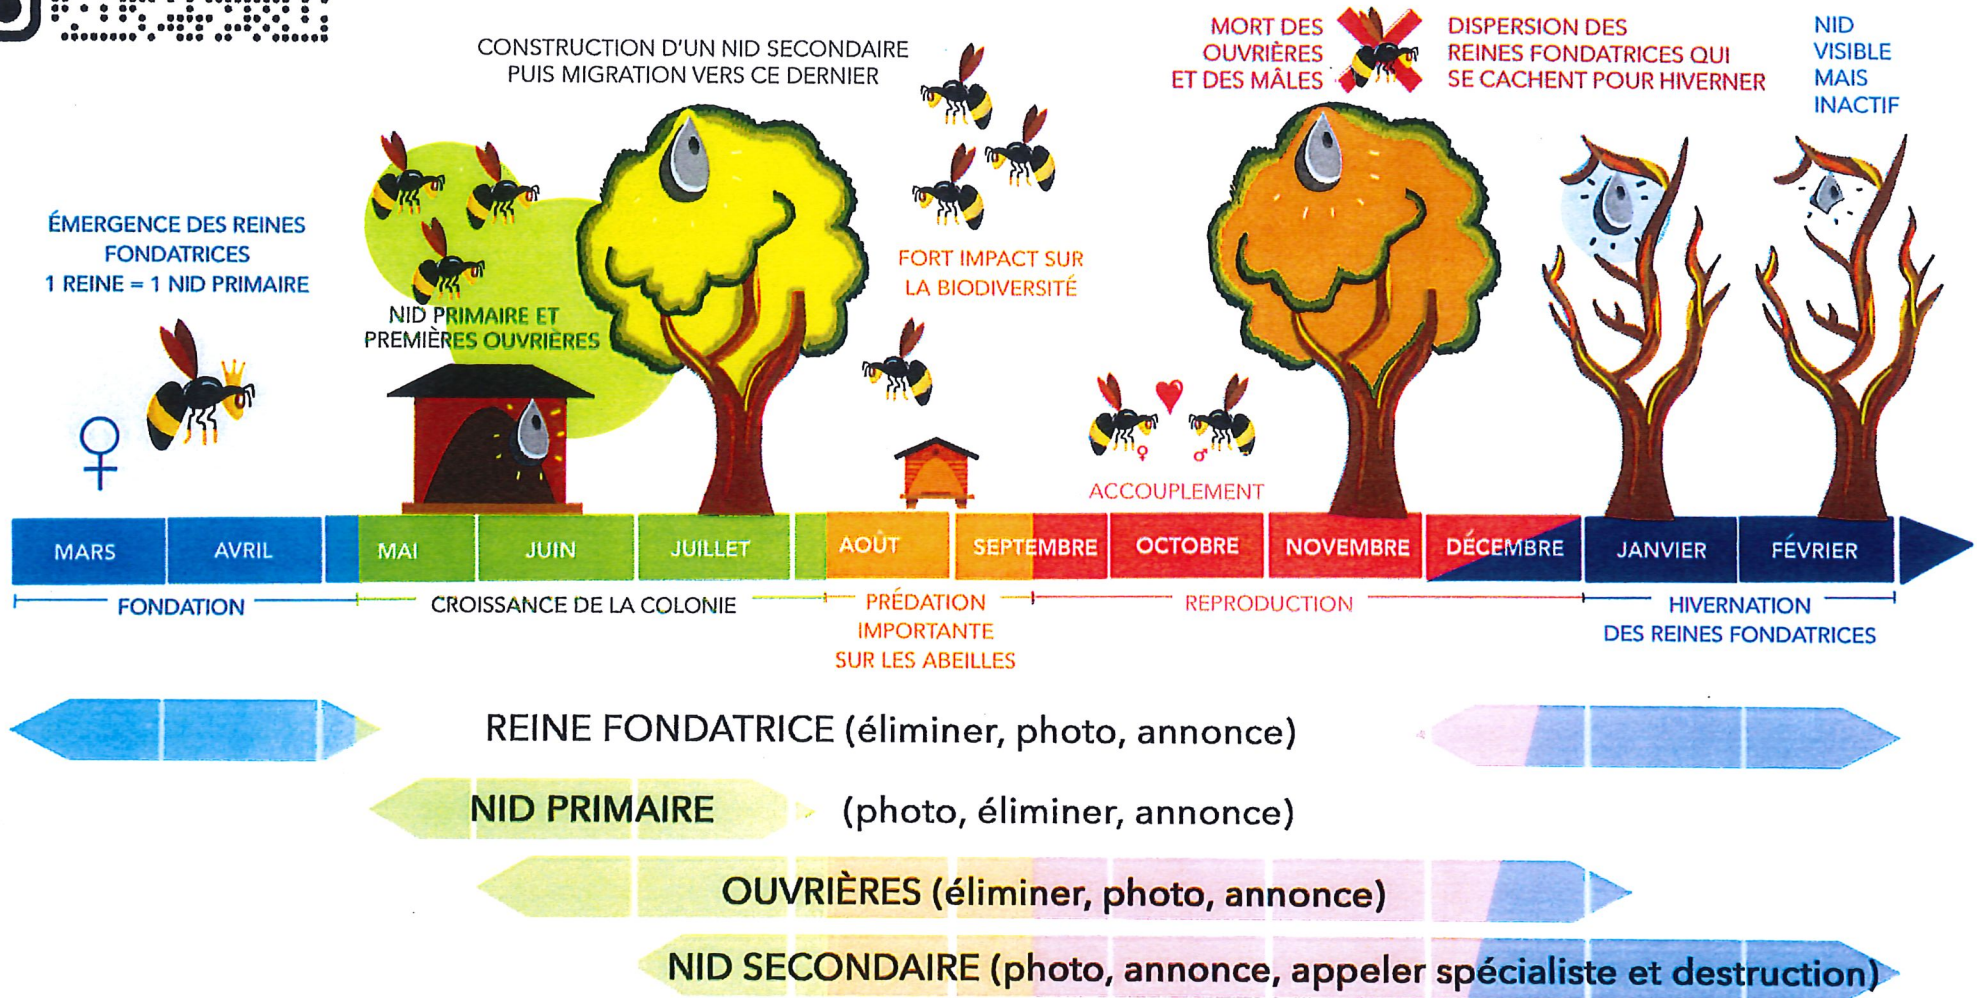 CONSTRUCTION D'UN NID SECONDAIRE
PUIS MIGRATION VERS CE DERNIER
MORT DES
OUVRIÈRES
ET DES MÂLES
DISPERSION DES
REINES FONDATRICES QUI
SE CACHENT POUR HIVERNER
NID
VISIBLE
MAIS
INACTIF
ÉMERGENCE DES REINES
FONDATRICES
1 REINE = 1 NID PRIMAIRE
NID PRIMAIRE ET
PREMIÈRES OUVRIÈRES
FORT IMPACT SUR
LA BIODIVERSITÉ
ACCOUPLEMENT
MARS
AVRIL
MAI
JUIN
JUILLET
AOÛT
SEPTEMBRE
OCTOBRE
NOVEMBRE
DÉCEMBRE
JANVIER
FÉVRIER
FONDATION
CROISSANCE DE LA COLONIE
PRÉDATION
IMPORTANTE
SUR LES ABEILLES
REPRODUCTION
HIVERNATION
DES REINES FONDATRICES
REINE FONDATRICE (éliminer, photo, annonce)
NID PRIMAIRE (photo, éliminer, annonce)
OUVRIÈRES (éliminer, photo, annonce)
NID SECONDAIRE (photo, annonce, appeler spécialiste et destruction)